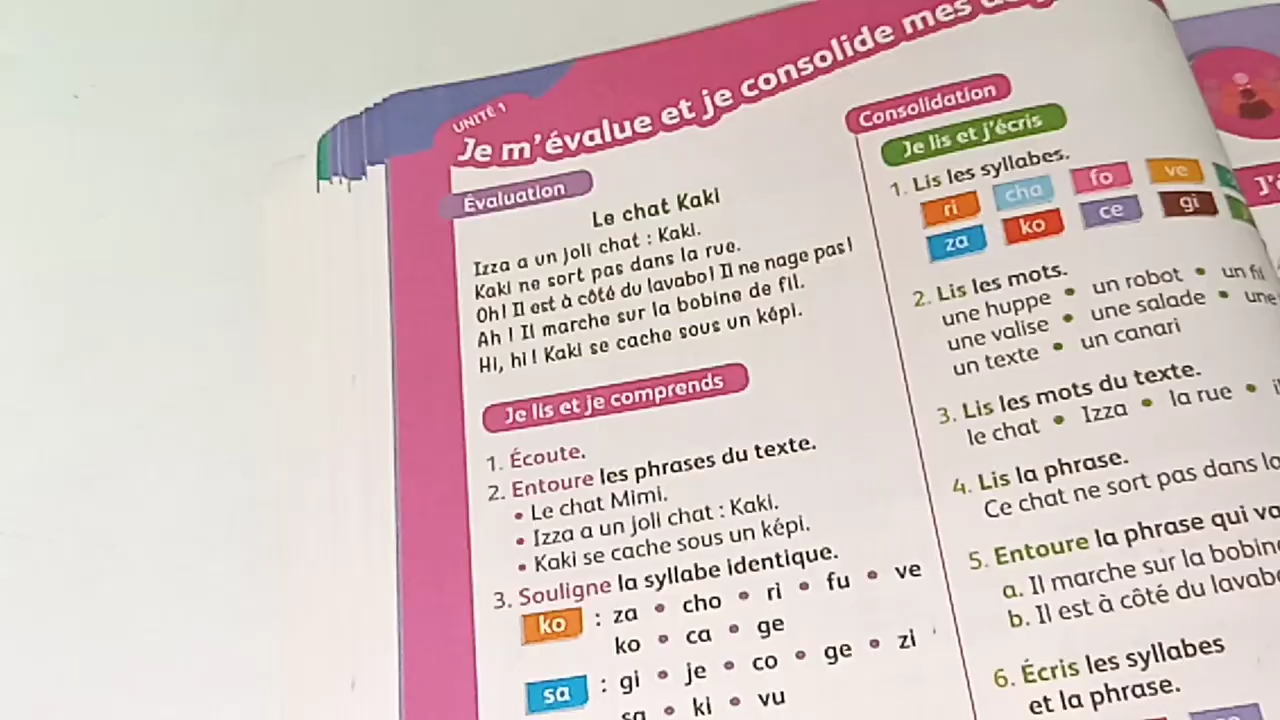 UNITÉ 1
Je m'évalue et je consolide mes
Évaluation
Le chat Kaki
Izza a un joli chat : Kaki.
Kaki ne sort pas dans la rue.
Oh! Il est à côté du lavabo! Il ne nage pas!
Ah ! Il marche sur la bobine de fil.
Hi, hi ! Kaki se cache sous un képi.
Je lis et je comprends
1. Écoute.
2. Entoure les phrases du texte.
• Le chat Mimi.
• Izza a un joli chat : Kaki.
• Kaki se cache sous un képi.
3. Souligne la syllabe identique.
ko : za • cho • ri • fu • ve
ko • ca • ge
sa : gi • je • co • ge • zi
sa • ki • vu
Consolidation
Je lis et j'écris
1. Lis les syllabes.
ri cha fo ve
za ko ce gi
2. Lis les mots.
une huppe • un robot • un
une valise • une salade • une
un texte • un canari
3. Lis les mots du texte.
le chat • Izza • la rue •
4. Lis la phrase.
Ce chat ne sort pas dans
5. Entoure la phrase qui
a. Il marche sur la
b. Il est à côté du
6. Écris les syllabes
et la phrase.
J'